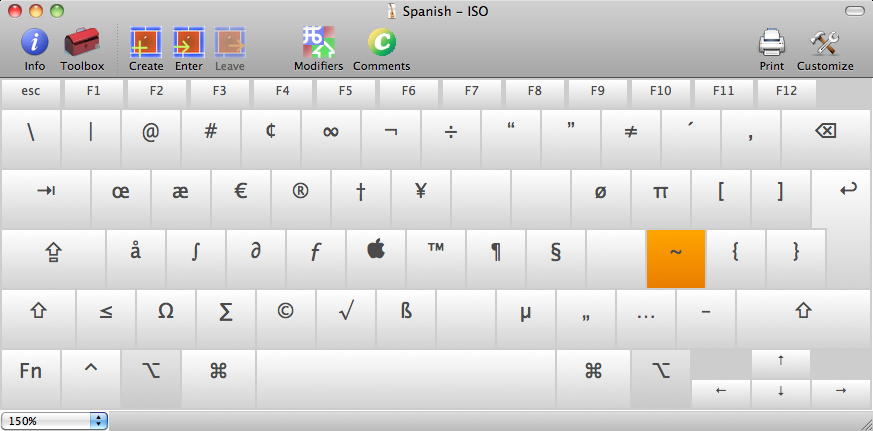 Spanish – ISO
Info Toolbox Create Enter Leave Modifiers Comments Print Customize
esc F1 F2 F3 F4 F5 F6 F7 F8 F9 F10 F11 F12
\ | @ # ¢ ∞ ¬ ÷ “ ” ≠ ´ ‚ ⌫
⇥ œ æ € ® † ¥ ø π [ ] ↩
⇪ å ∫ ∂ ƒ  ™ ¶ § ~ { }
⇧ ≤ Ω ∑ © √ ß µ „ … – ⇧
Fn ^ ⌥ ⌘ ⌘ ⌥ ↑
← ↓ →
150%